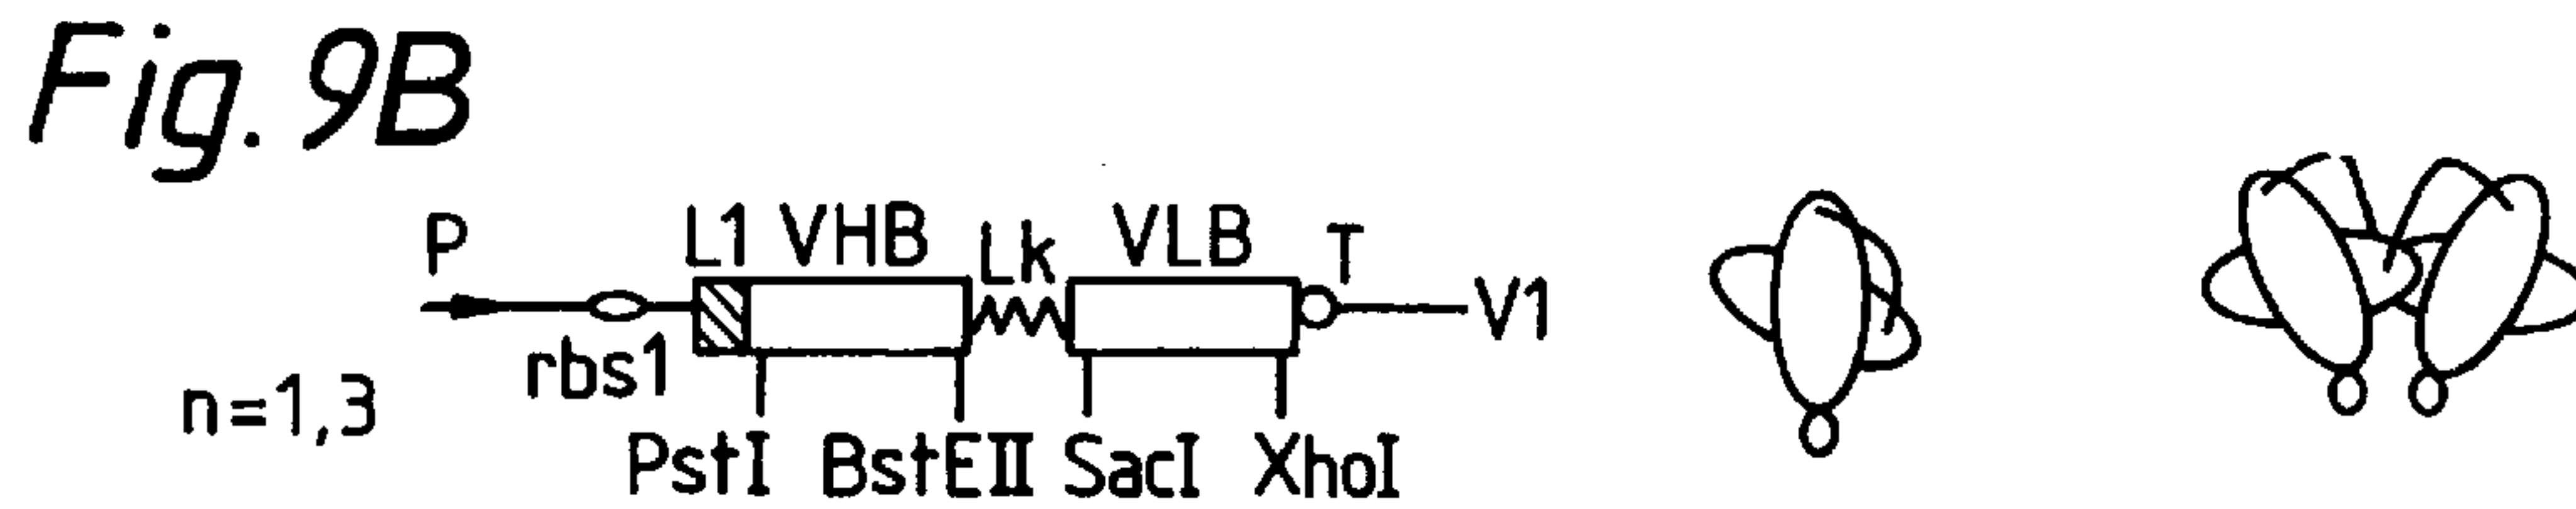 Fig. 9B
P L1 VHB Lk VLB T
V1
rbs1
n=1,3
PstI BstEII SacI XhoI